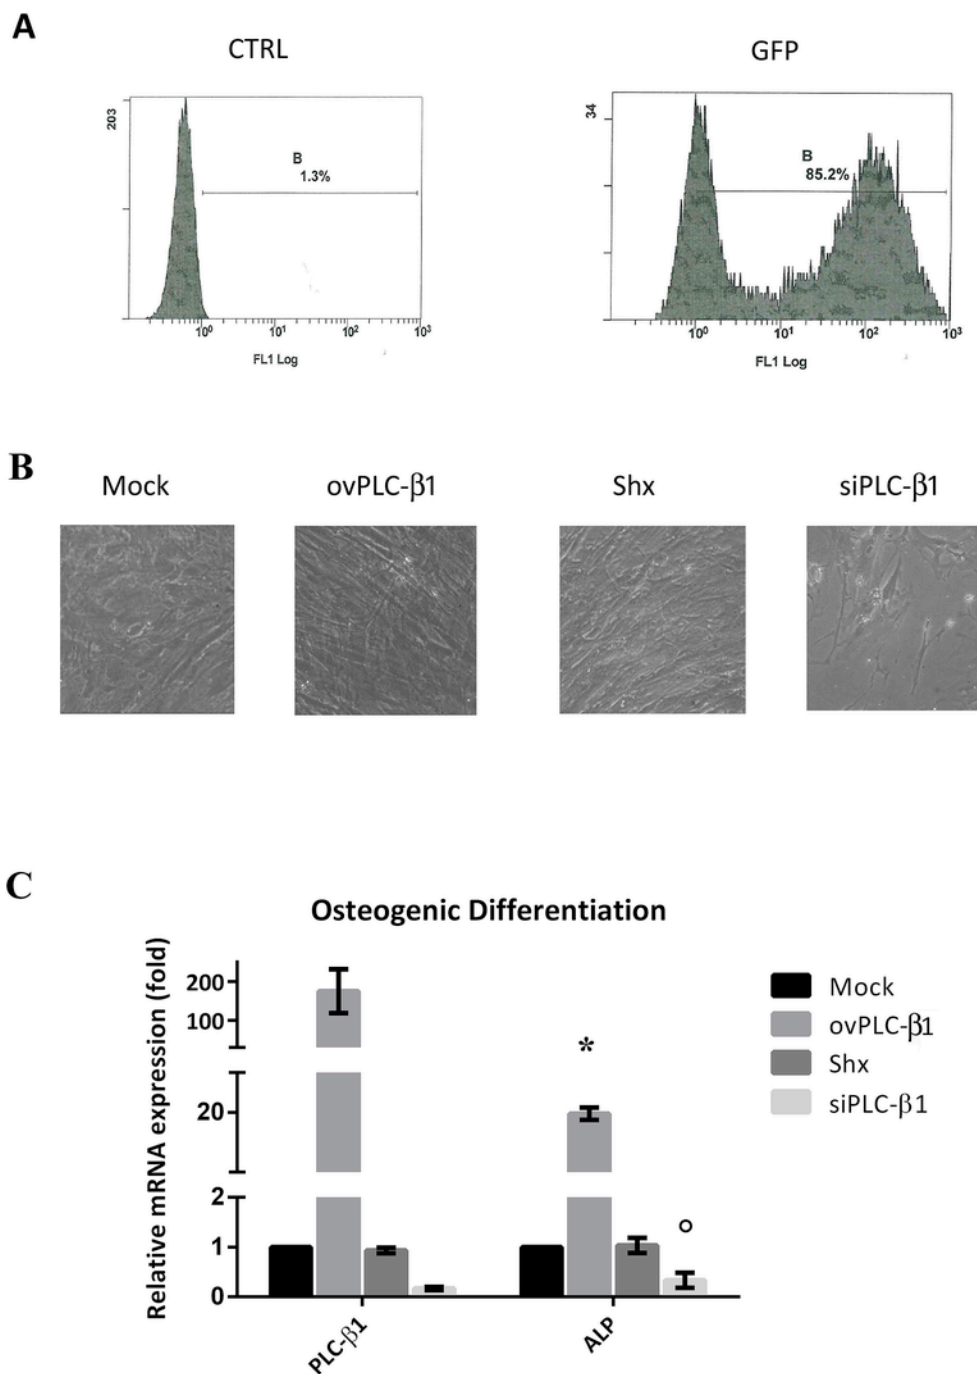 A
CTRL
GFP
203
B
1.3%
10⁰ 10¹ 10² 10³
FL1 Log
34
B
85.2%
10⁰ 10¹ 10² 10³
FL1 Log
B
Mock
ovPLC-β1
Shx
siPLC-β1
C
Osteogenic Differentiation
Relative mRNA expression (fold)
200
100
20
2
1
0
*
°
PLC-β1
ALP
Mock
ovPLC-β1
Shx
siPLC-β1